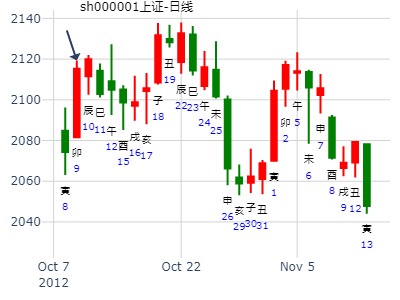 sh000001上证-日线
2140
2120
2100
2080
2060
2040
寅
8
卯
9
辰
10
巳
11
午
12
酉
15
戌
16
亥
17
子
18
丑
19
辰
22
巳
23
午
24
未
25
申
26
亥
29
子
30
丑
31
寅
1
卯
2
午
5
未
6
申
7
酉
8
戌
9
丑
12
寅
13
Oct 7
2012
Oct 22
Nov 5